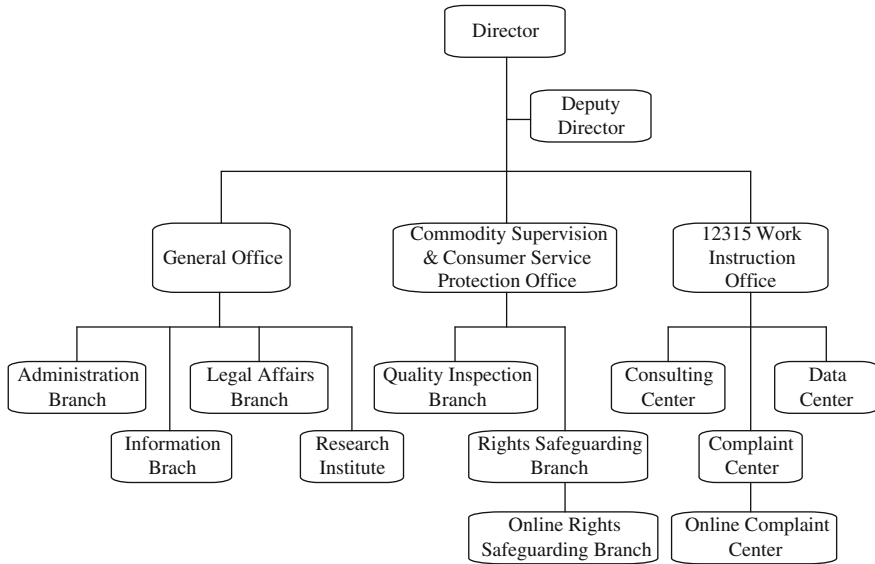 Director
Deputy
Director
General Office
Commodity Supervision
& Consumer Service
Protection Office
12315 Work
Instruction
Office
Administration
Branch
Legal Affairs
Branch
Quality Inspection
Branch
Consulting
Center
Data
Center
Information
Brach
Research
Institute
Rights Safeguarding
Branch
Complaint
Center
Online Rights
Safeguarding Branch
Online Complaint
Center